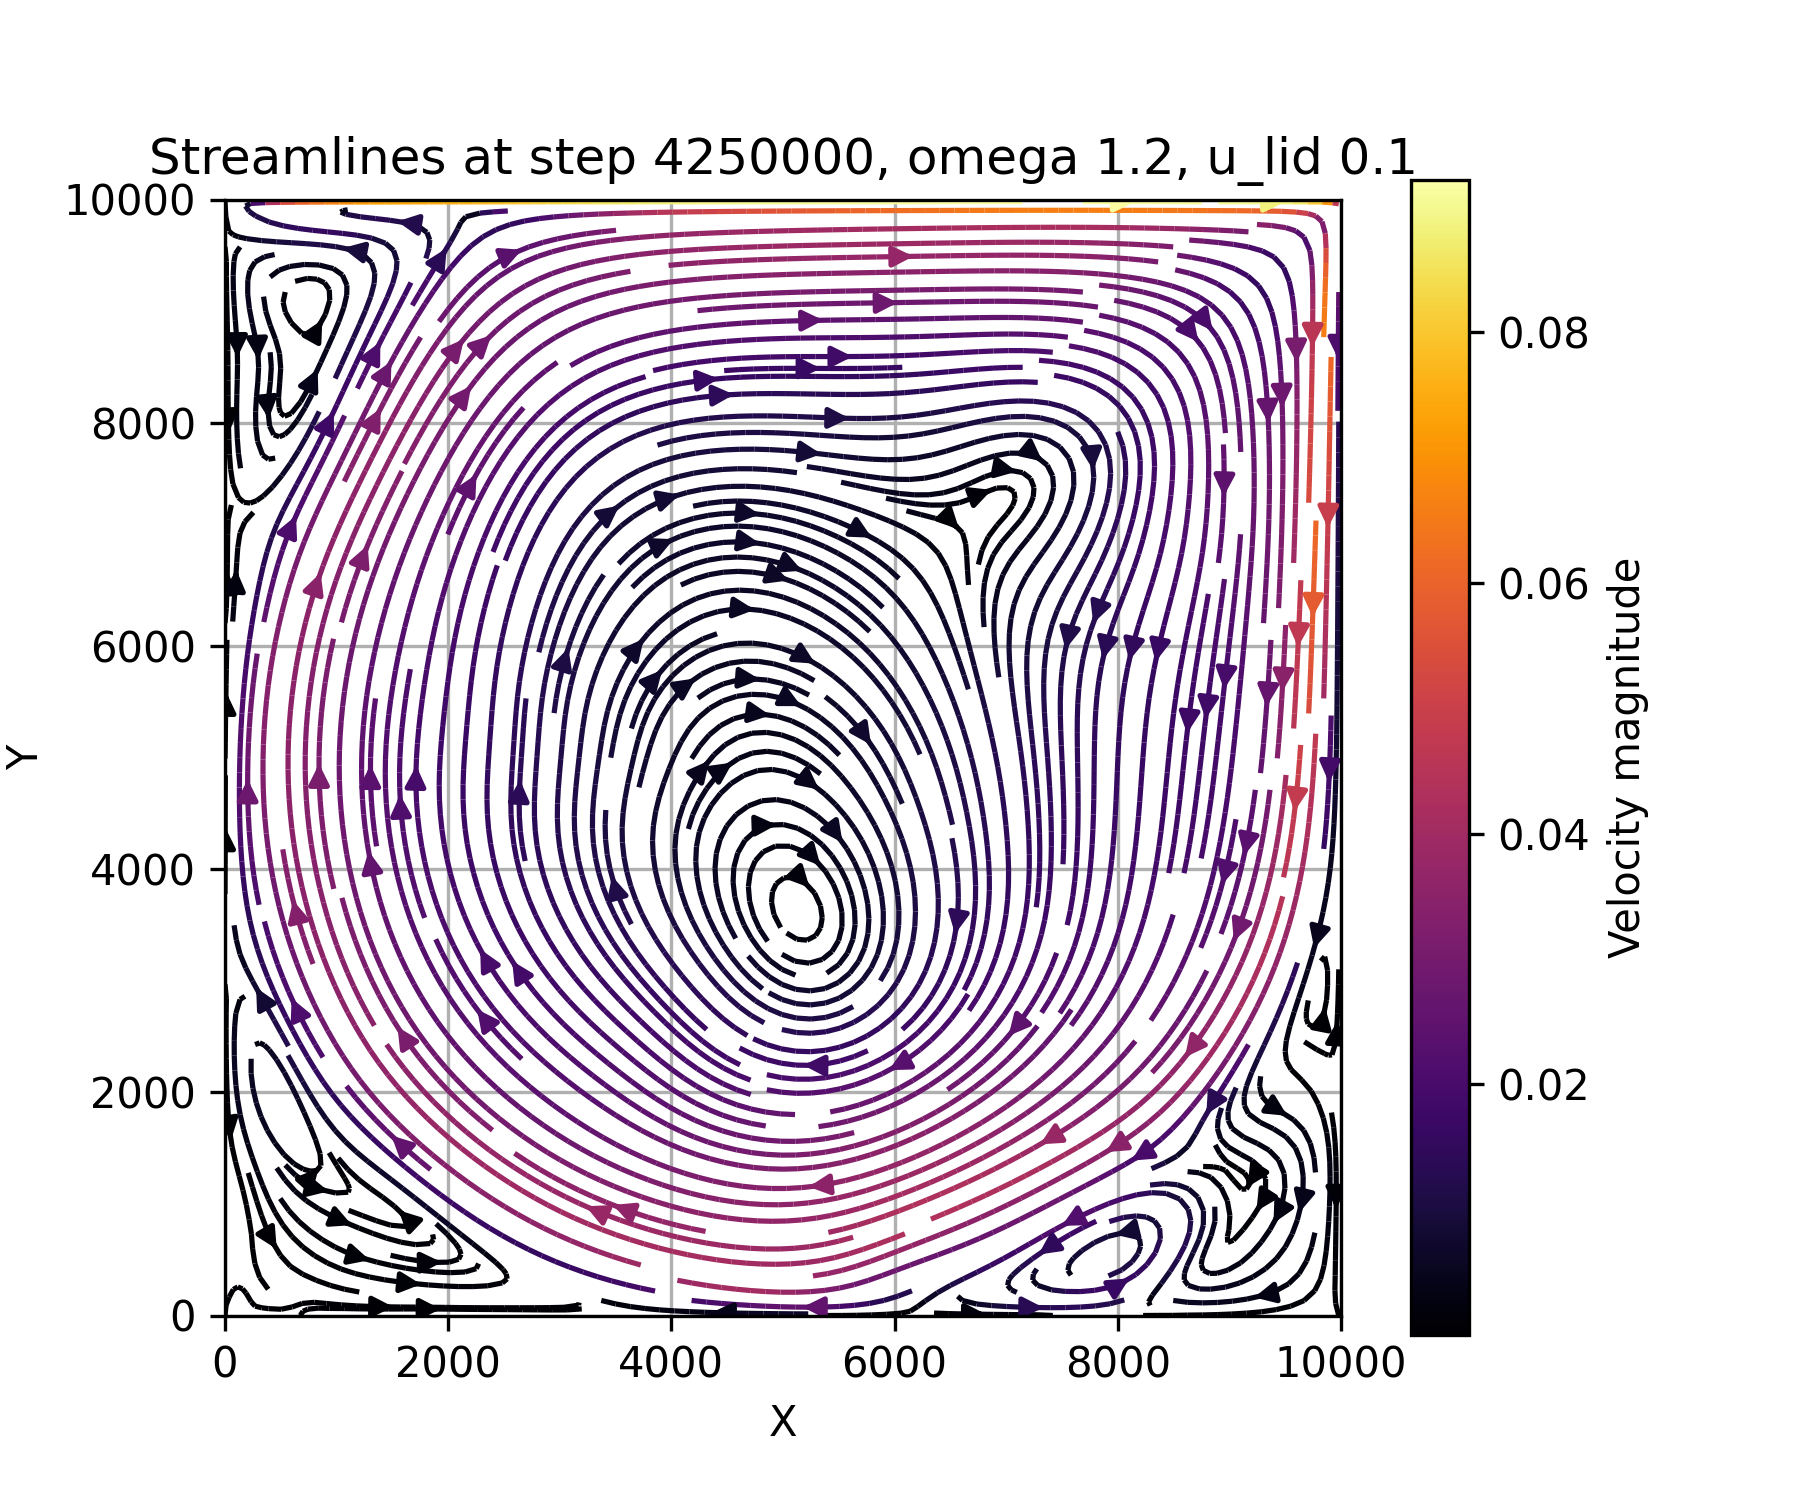 Streamlines at step 4250000, omega 1.2, u_lid 0.1
10000
8000
6000
4000
2000
0
Y
0 2000 4000 6000 8000 10000
X
0.08
0.06
0.04
0.02
Velocity magnitude